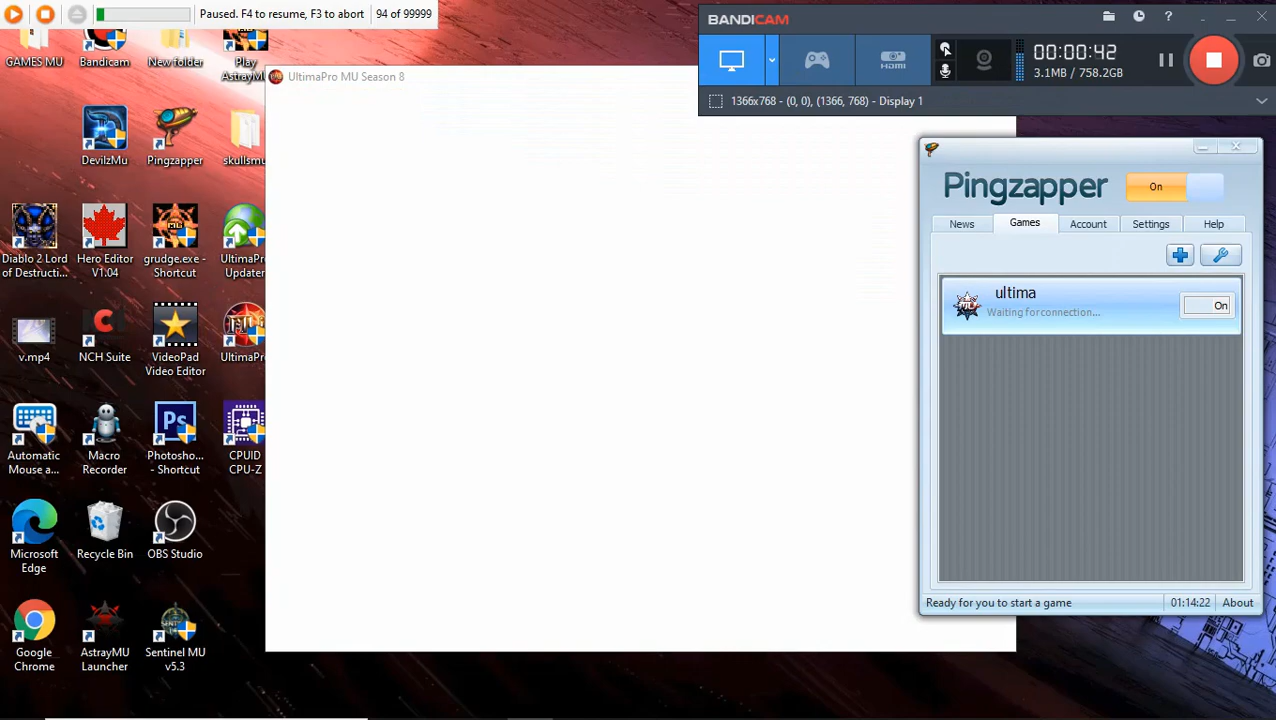 Paused. F4 to resume, F3 to abort
94 of 99999
GAMES MU
Bandicam
New folder
Play
AstrayMU
UltimaPro MU Season 8
BANDICAM
HDMI
00:00:42
3.1MB / 758.2GB
1366x768 - (0, 0), (1366, 768) - Display 1
DevilzMu
Pingzapper
skullsmu
Pingzapper
On
News
Games
Account
Settings
Help
ultima
Waiting for connection...
On
Ready for you to start a game
01:14:22
About
Diablo 2 Lord
of Destructi...
Hero Editor
V1:04
grudge.exe -
Shortcut
UltimaPro
Updater
v.mp4
NCH Suite
VideoPad
Video Editor
UltimaPro
Automatic
Mouse a...
Macro
Recorder
Ps
Photosho...
- Shortcut
CPUID
CPU-Z
Microsoft
Edge
Recycle Bin
OBS Studio
Google
Chrome
AstrayMU
Launcher
Sentinel MU
v5.3